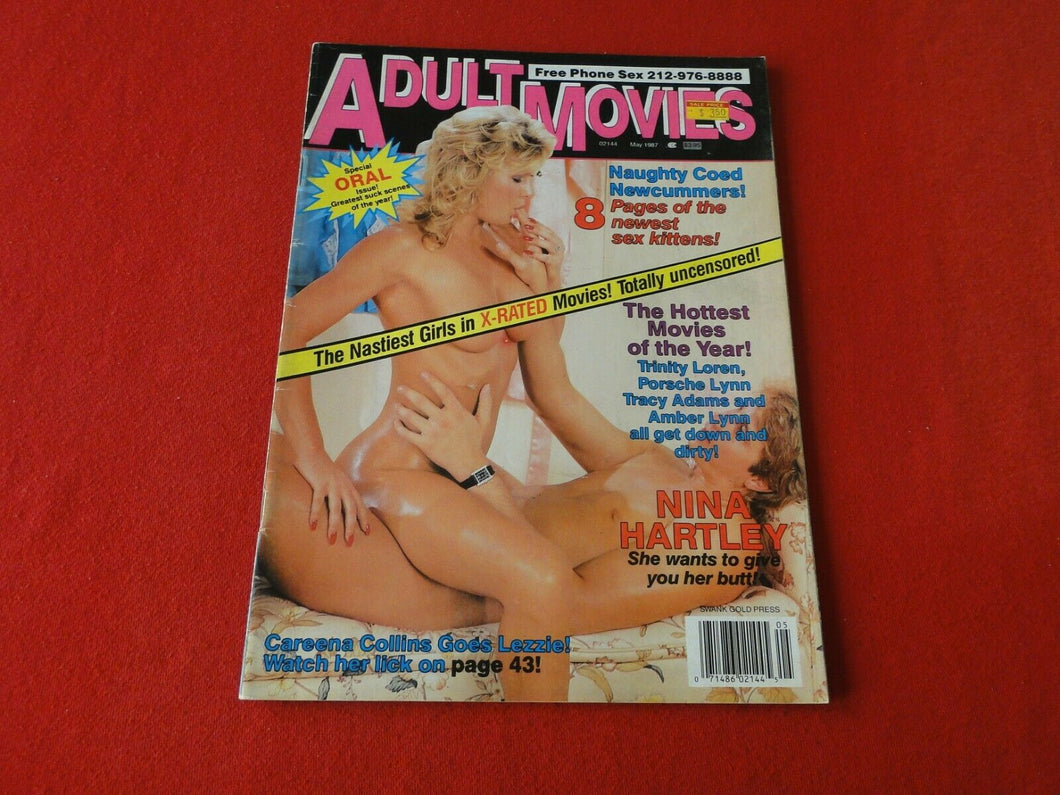 Free Phone Sex 212-976-8888
ADULT MOVIES
SALE PRICE
$ 350
02144 May 1987 $3.95
Special
ORAL
Issue!
Greatest suck scenes
of the year!
Naughty Coed
Newcummers!
8 Pages of the
newest
sex kittens!
The Nastiest Girls in X-RATED Movies! Totally uncensored!
The Hottest
Movies
of the Year!
Trinity Loren,
Porsche Lynn
Tracy Adams and
Amber Lynn
all get down and
dirty!
NINA
HARTLEY
She wants to give
you her butt!
SWANK GOLD PRESS
05
0 71486 02144 5
Careena Collins Goes Lezzie!
Watch her lick on page 43!